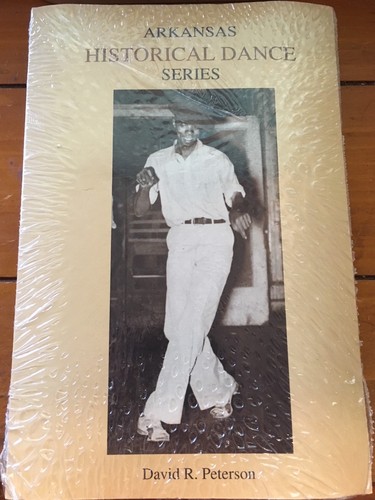 ARKANSAS
HISTORICAL DANCE
SERIES
David R. Peterson